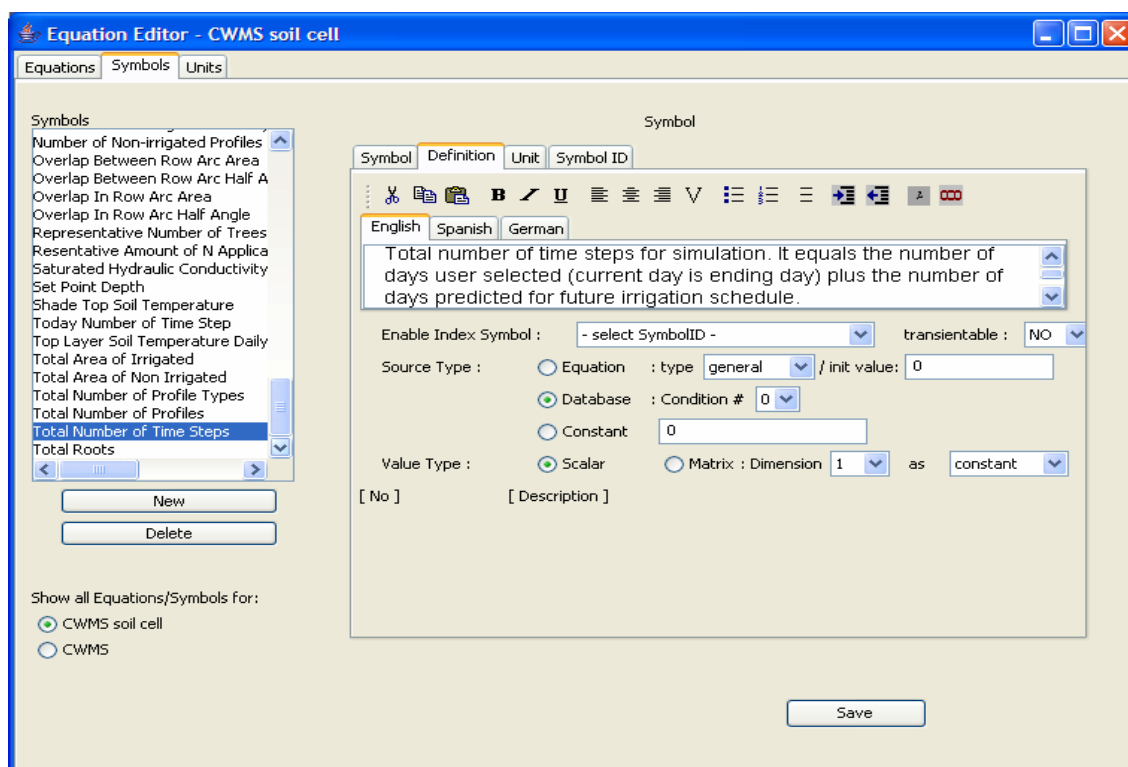 Equation Editor - CWMS soil cell
Equations Symbols Units
Symbols
Number of Non-irrigated Profiles
Overlap Between Row Arc Area
Overlap Between Row Arc Half A
Overlap In Row Arc Area
Overlap In Row Arc Half Angle
Representative Number of Trees
Resentative Amount of N Applica
Saturated Hydraulic Conductivity
Set Point Depth
Shade Top Soil Temperature
Today Number of Time Step
Top Layer Soil Temperature Daily
Total Area of Irrigated
Total Area of Non Irrigated
Total Number of Profile Types
Total Number of Profiles
Total Number of Time Steps
Total Roots
New
Delete
Show all Equations/Symbols for:
CWMS soil cell
CWMS
Symbol
Symbol Definition Unit Symbol ID
B I U
English Spanish German
Total number of time steps for simulation. It equals the number of
days user selected (current day is ending day) plus the number of
days predicted for future irrigation schedule.
Enable Index Symbol : - select SymbolID - transientable : NO
Source Type : Equation : type general / init value: 0
Database : Condition # 0
Constant 0
Value Type : Scalar Matrix : Dimension 1 as constant
[ No ] [ Description ]
Save